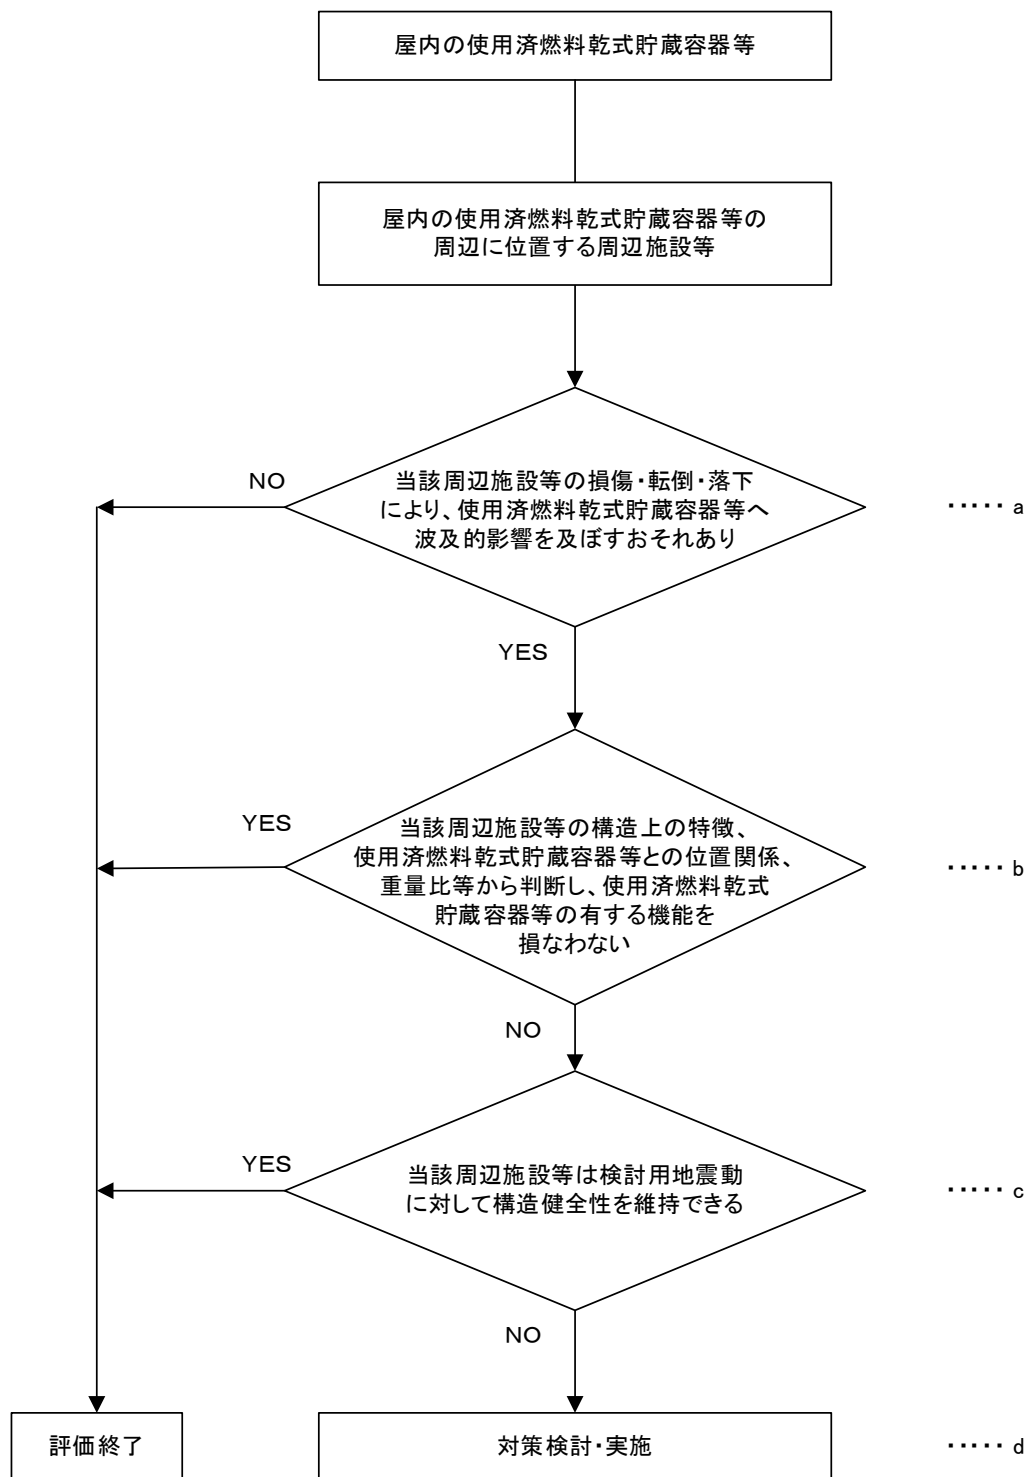 屋内の使用済燃料乾式貯蔵容器等
屋内の使用済燃料乾式貯蔵容器等の
周辺に位置する周辺施設等
NO
当該周辺施設等の損傷・転倒・落下
により、使用済燃料乾式貯蔵容器等へ
波及的影響を及ぼすおそれあり
・・・・・ a
YES
YES
当該周辺施設等の構造上の特徴、
使用済燃料乾式貯蔵容器等との位置関係、
重量比等から判断し、使用済燃料乾式
貯蔵容器等の有する機能を
損なわない
・・・・・ b
NO
YES
当該周辺施設等は検討用地震動
に対して構造健全性を維持できる
・・・・・ c
NO
評価終了
対策検討・実施
・・・・・ d